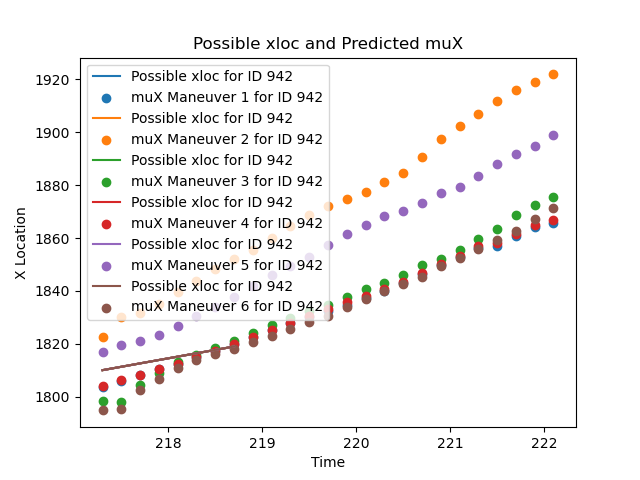 Possible xloc and Predicted muX
X Location
1920
1900
1880
1860
1840
1820
1800
Possible xloc for ID 942
muX Maneuver 1 for ID 942
Possible xloc for ID 942
muX Maneuver 2 for ID 942
Possible xloc for ID 942
muX Maneuver 3 for ID 942
Possible xloc for ID 942
muX Maneuver 4 for ID 942
Possible xloc for ID 942
muX Maneuver 5 for ID 942
Possible xloc for ID 942
muX Maneuver 6 for ID 942
218 219 220 221 222
Time